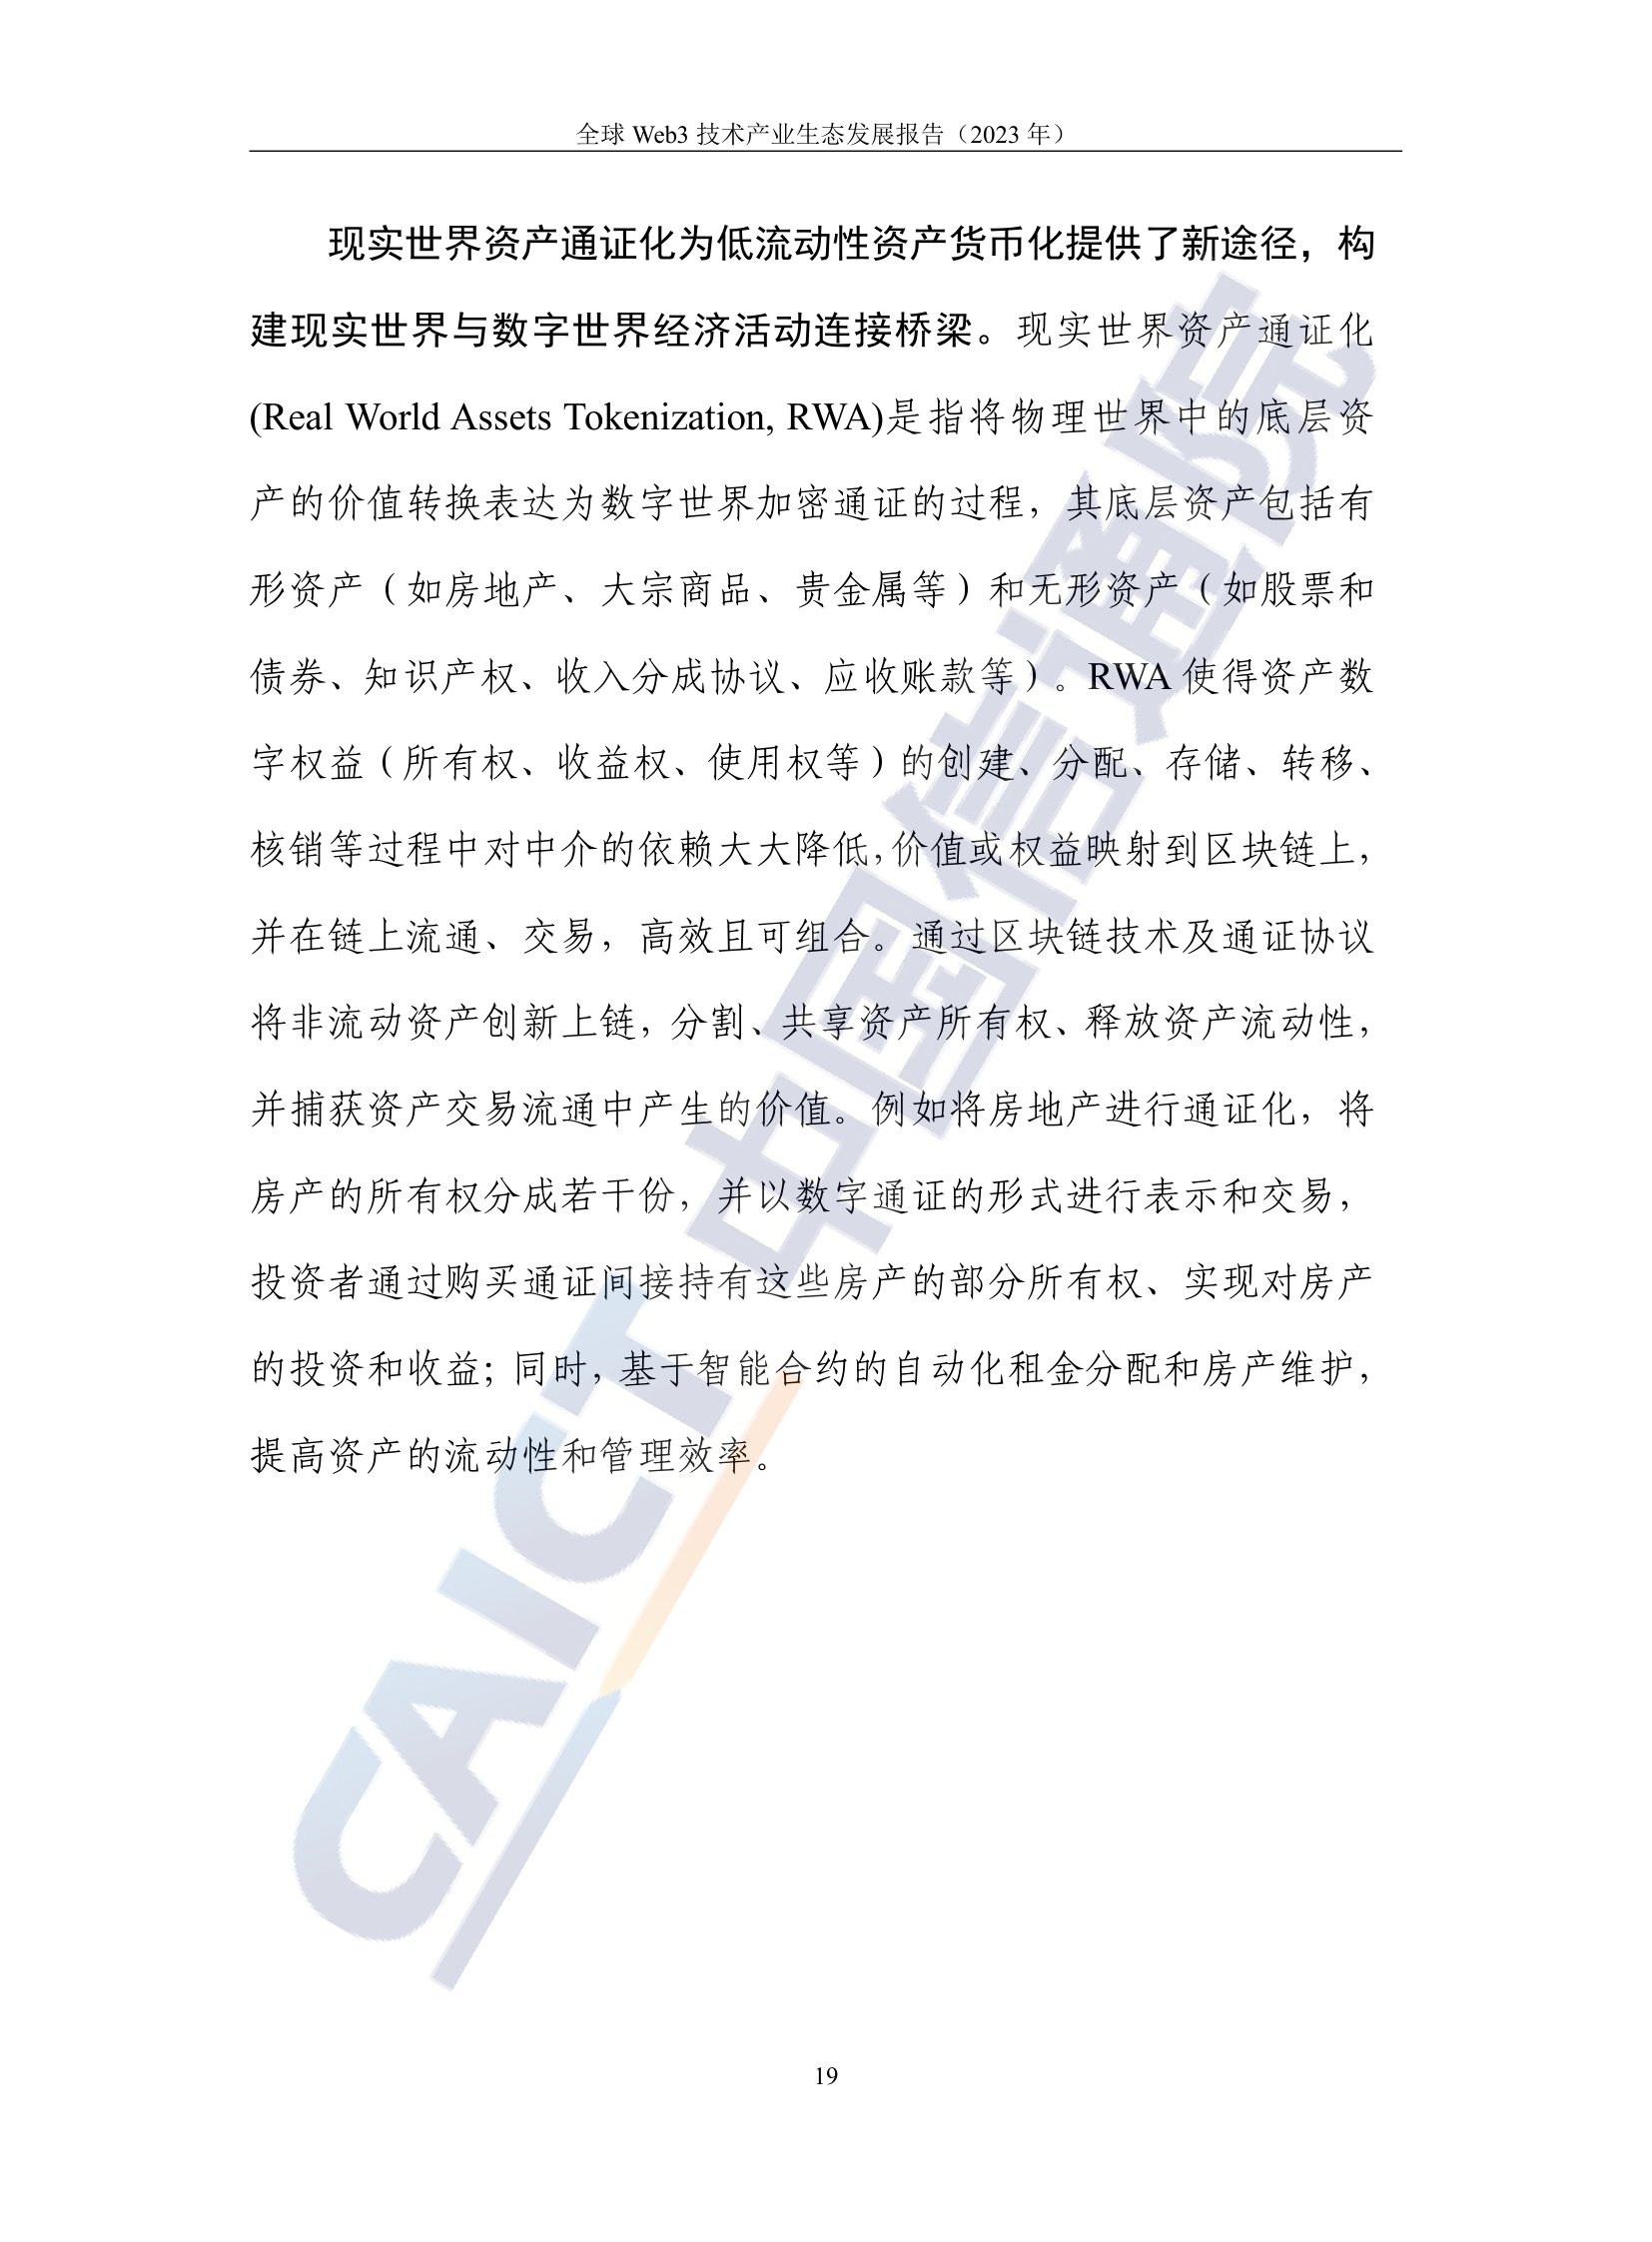 全球 Web3 技术产业生态发展报告（2023 年）
现实世界资产通证化为低流动性资产货币化提供了新途径，构
建现实世界与数字世界经济活动连接桥梁。现实世界资产通证化
(Real World Assets Tokenization, RWA)是指将物理世界中的底层资
产的价值转换表达为数字世界加密通证的过程，其底层资产包括有
形资产（如房地产、大宗商品、贵金属等）和无形资产（如股票和
债券、知识产权、收入分成协议、应收账款等）。RWA 使得资产数
字权益（所有权、收益权、使用权等）的创建、分配、存储、转移、
核销等过程中对中介的依赖大大降低，价值或权益映射到区块链上，
并在链上流通、交易，高效且可组合。通过区块链技术及通证协议
将非流动资产创新上链，分割、共享资产所有权、释放资产流动性，
并捕获资产交易流通中产生的价值。例如将房地产进行通证化，将
房产的所有权分成若干份，并以数字通证的形式进行表示和交易，
投资者通过购买通证间接持有这些房产的部分所有权、实现对房产
的投资和收益；同时，基于智能合约的自动化租金分配和房产维护，
提高资产的流动性和管理效率。
CAICT 中国信通院
19